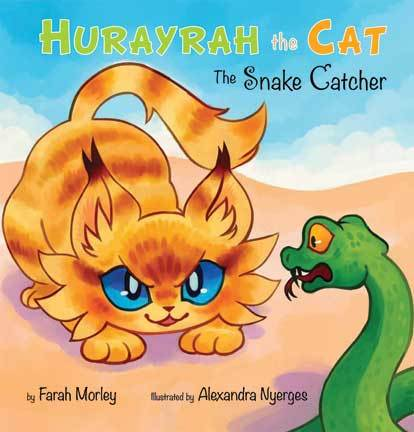 HURAYRAH the CAT
The Snake Catcher
by Farah Morley Illustrated by Alexandra Nyerges